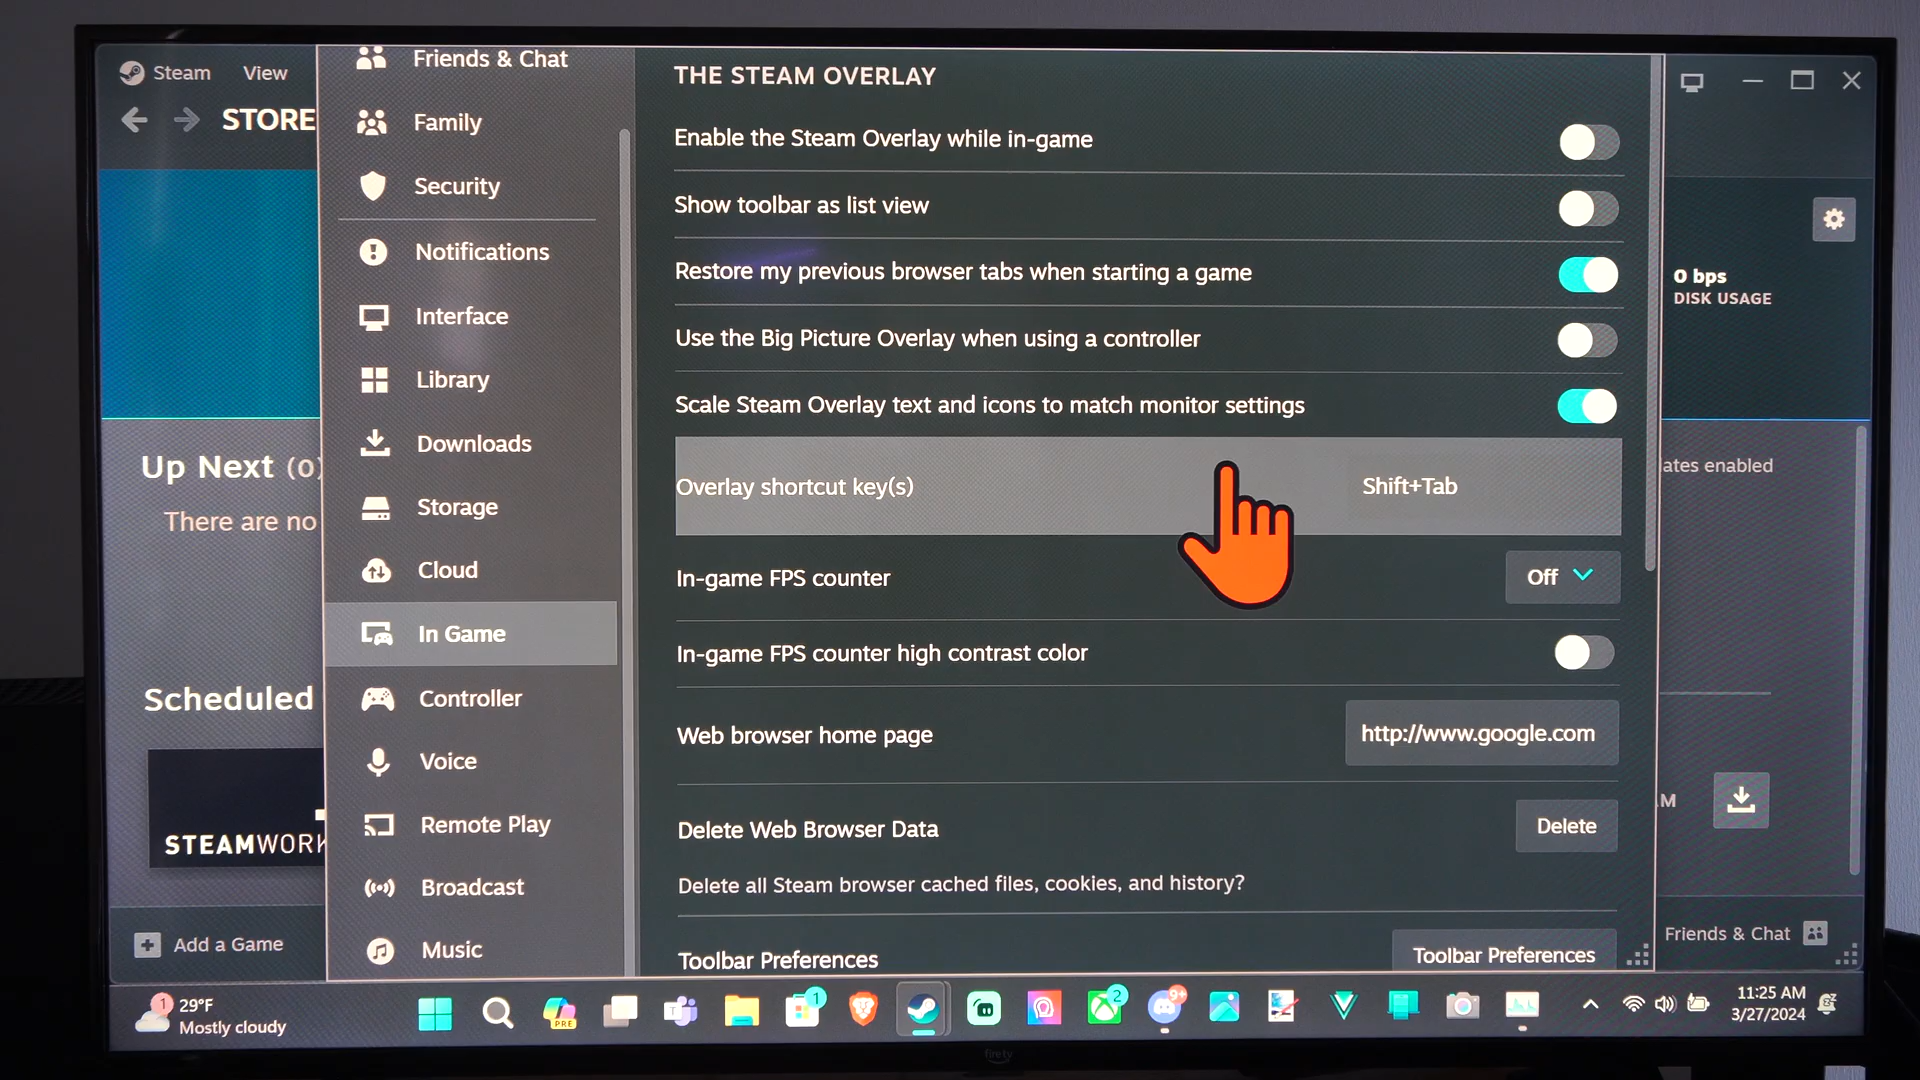 Steam
View
STORE
Friends & Chat
Family
Security
Notifications
Interface
Library
Downloads
Storage
Cloud
In Game
Controller
Voice
Remote Play
Broadcast
Music
THE STEAM OVERLAY
Enable the Steam Overlay while in-game
Show toolbar as list view
Restore my previous browser tabs when starting a game
Use the Big Picture Overlay when using a controller
Scale Steam Overlay text and icons to match monitor settings
Overlay shortcut key(s)
Shift+Tab
In-game FPS counter
Off
In-game FPS counter high contrast color
Web browser home page
http://www.google.com
Delete Web Browser Data
Delete
Delete all Steam browser cached files, cookies, and history?
Toolbar Preferences
Toolbar Preferences
0 bps
DISK USAGE
ates enabled
M
Up Next (0)
There are no
Scheduled
STEAMWORK
Add a Game
Friends & Chat
1
29°F
Mostly cloudy
PRE
1
2
9+
11:25 AM
3/27/2024
firetv